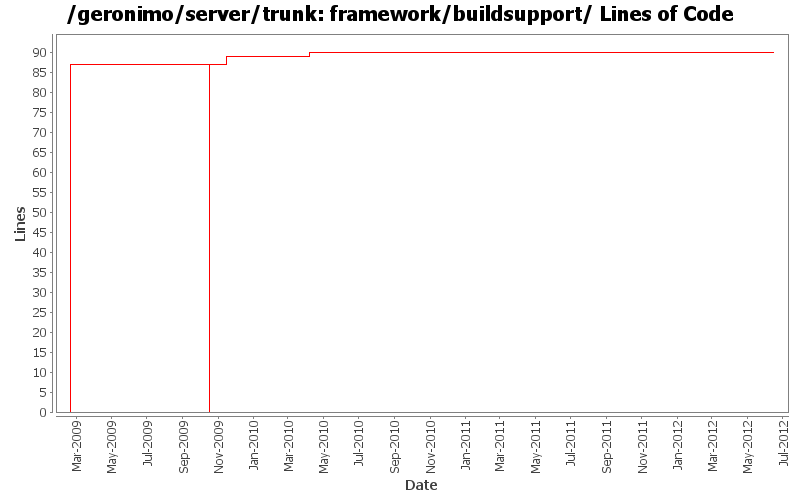 /geronimo/server/trunk: framework/buildsupport/ Lines of Code
90
85
80
75
70
65
60
55
50
45
40
35
30
25
20
15
10
5
0
Lines
Mar-2009
May-2009
Jul-2009
Sep-2009
Nov-2009
Jan-2010
Mar-2010
May-2010
Jul-2010
Sep-2010
Nov-2010
Jan-2011
Mar-2011
May-2011
Jul-2011
Sep-2011
Nov-2011
Jan-2012
Mar-2012
May-2012
Jul-2012
Date